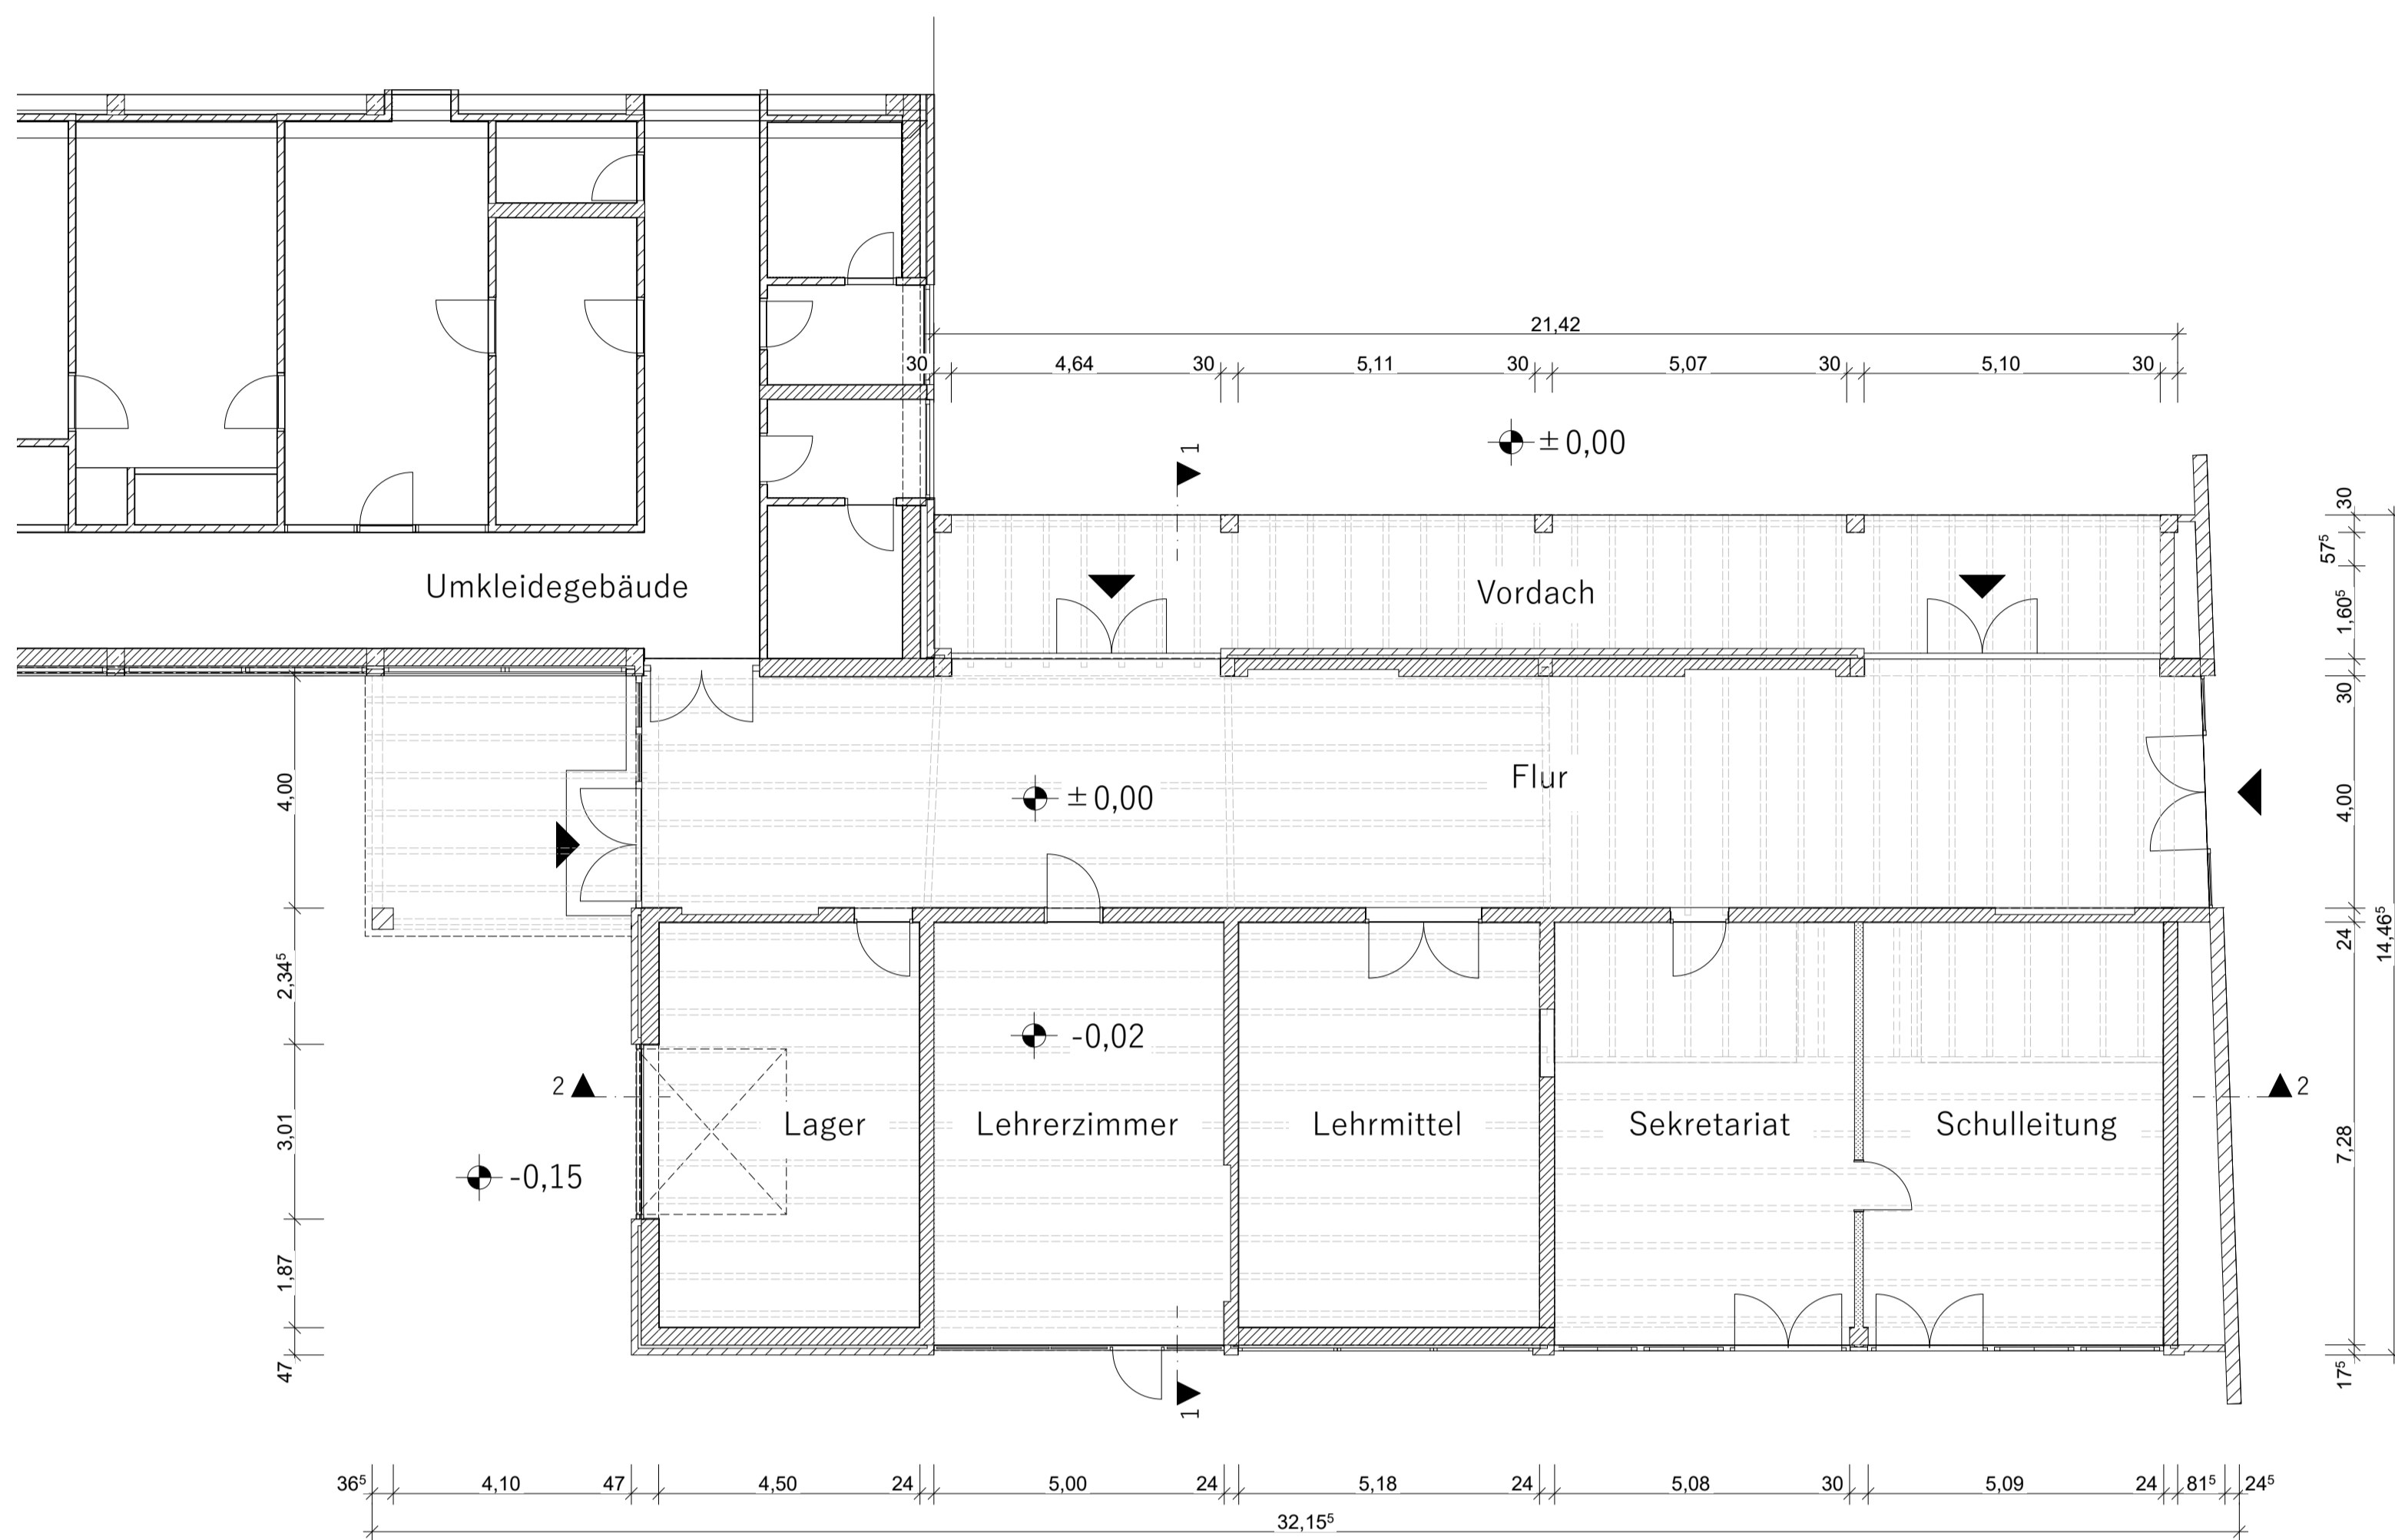 21,42
30 4,64 30 5,11 30 5,07 30 5,10 30
1
±0,00
30
57⁵
Umkleidegebäude
Vordach
1,60⁵
30
4,00
Flur
±0,00
4,00
24
14,46⁵
2,34⁵
-0,02
2
2
3,01
Lager
Lehrerzimmer
Lehrmittel
Sekretariat
Schulleitung
7,28
-0,15
1,87
47
17⁵
1
36⁵ 4,10 47 4,50 24 5,00 24 5,18 24 5,08 30 5,09 24 81⁵ 24⁵
32,15⁵